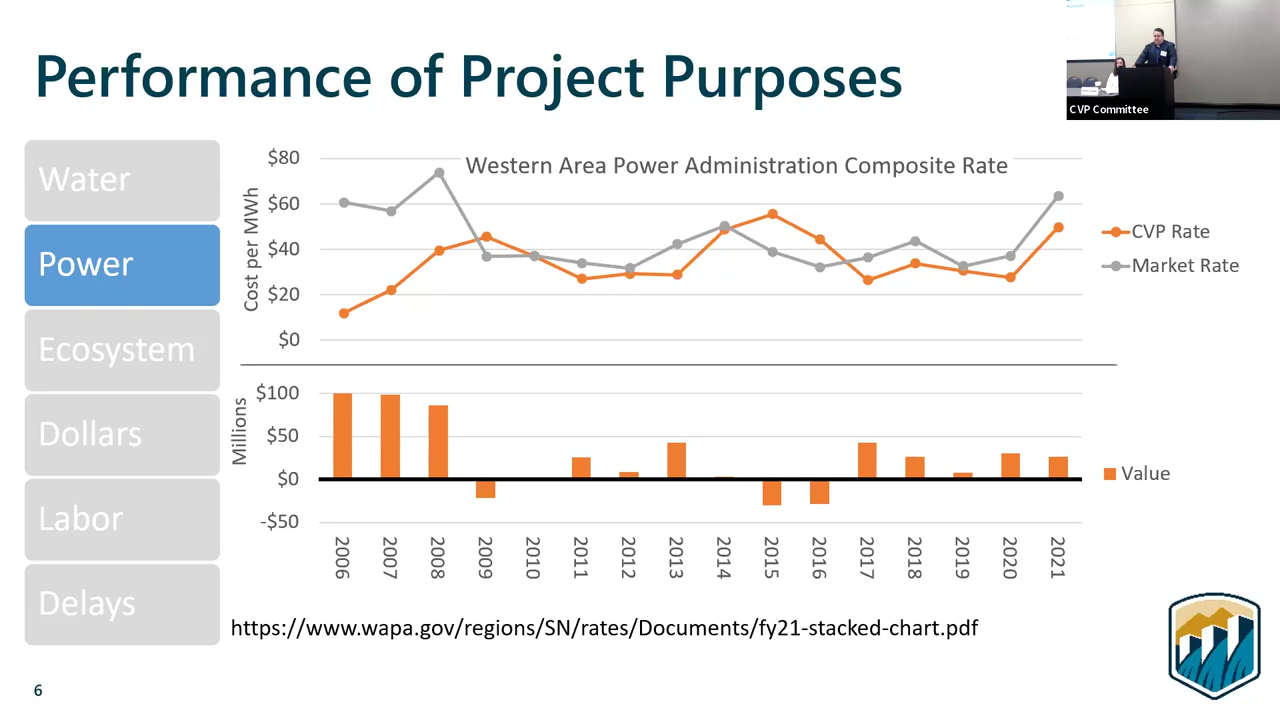 Performance of Project Purposes
CVP Committee
Water
Power
Ecosystem
Dollars
Labor
Delays
Western Area Power Administration Composite Rate
Cost per MWh
$80
$60
$40
$20
$0
CVP Rate
Market Rate
Millions
$100
$50
$0
-$50
Value
2006
2007
2008
2009
2010
2011
2012
2013
2014
2015
2016
2017
2018
2019
2020
2021
https://www.wapa.gov/regions/SN/rates/Documents/fy21-stacked-chart.pdf
6